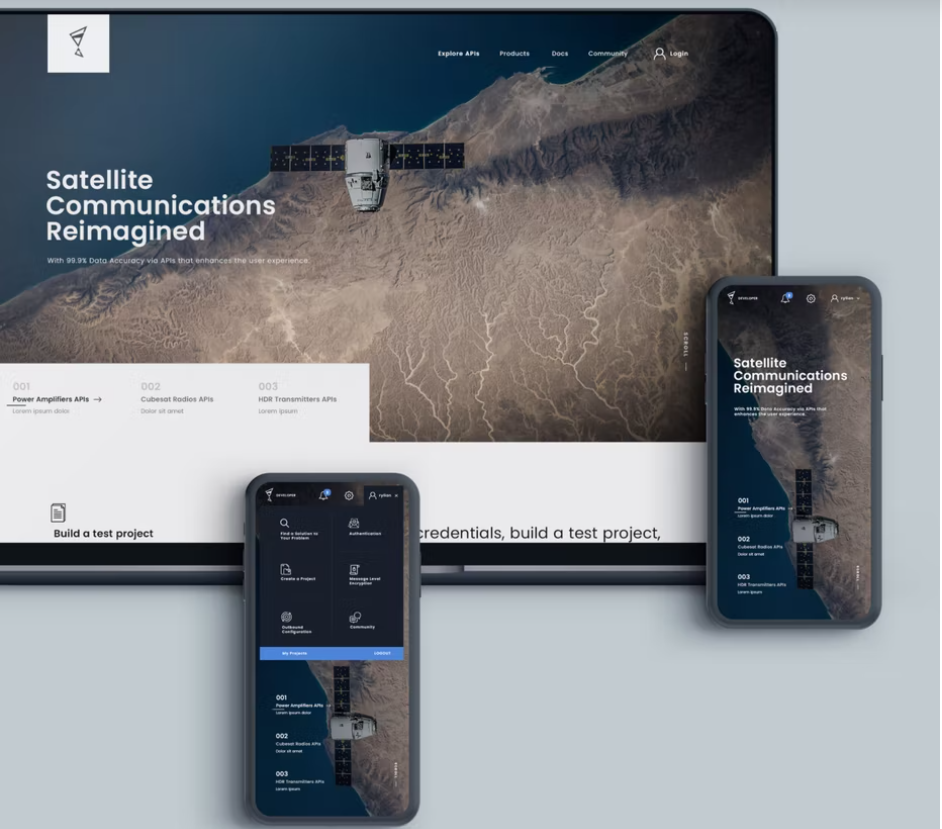 Explore APIs Products Docs Community Login
Satellite
Communications
Reimagined
With 99.9% Data Accuracy via APIs that enhances the user experience.
SCROLL
001 002 003
Power Amplifiers APIs → Cubesat Radios APIs HDR Transmitters APIs
Lorem ipsum dolor Dolor sit amet Lorem ipsum
Build a test project
credentials, build a test project,
DEVELOPER rylian
Satellite
Communications
Reimagined
With 99.9% Data Accuracy via APIs that
enhances the user experience.
001
Power Amplifiers APIs
Lorem ipsum dolor
002
Cubesat Radios APIs
Dolor sit amet
003
HDR Transmitters APIs
Lorem ipsum
SCROLL
DEVELOPER
Find a Solution to
Your Problem
Authentication
Create a Project
Message Level
Encryption
Outbound
Configuration
Community
My Projects LOGOUT
001
Power Amplifiers APIs
Lorem ipsum dolor
002
Cubesat Radios APIs
Dolor sit amet
003
HDR Transmitters APIs
Lorem ipsum
SCROLL